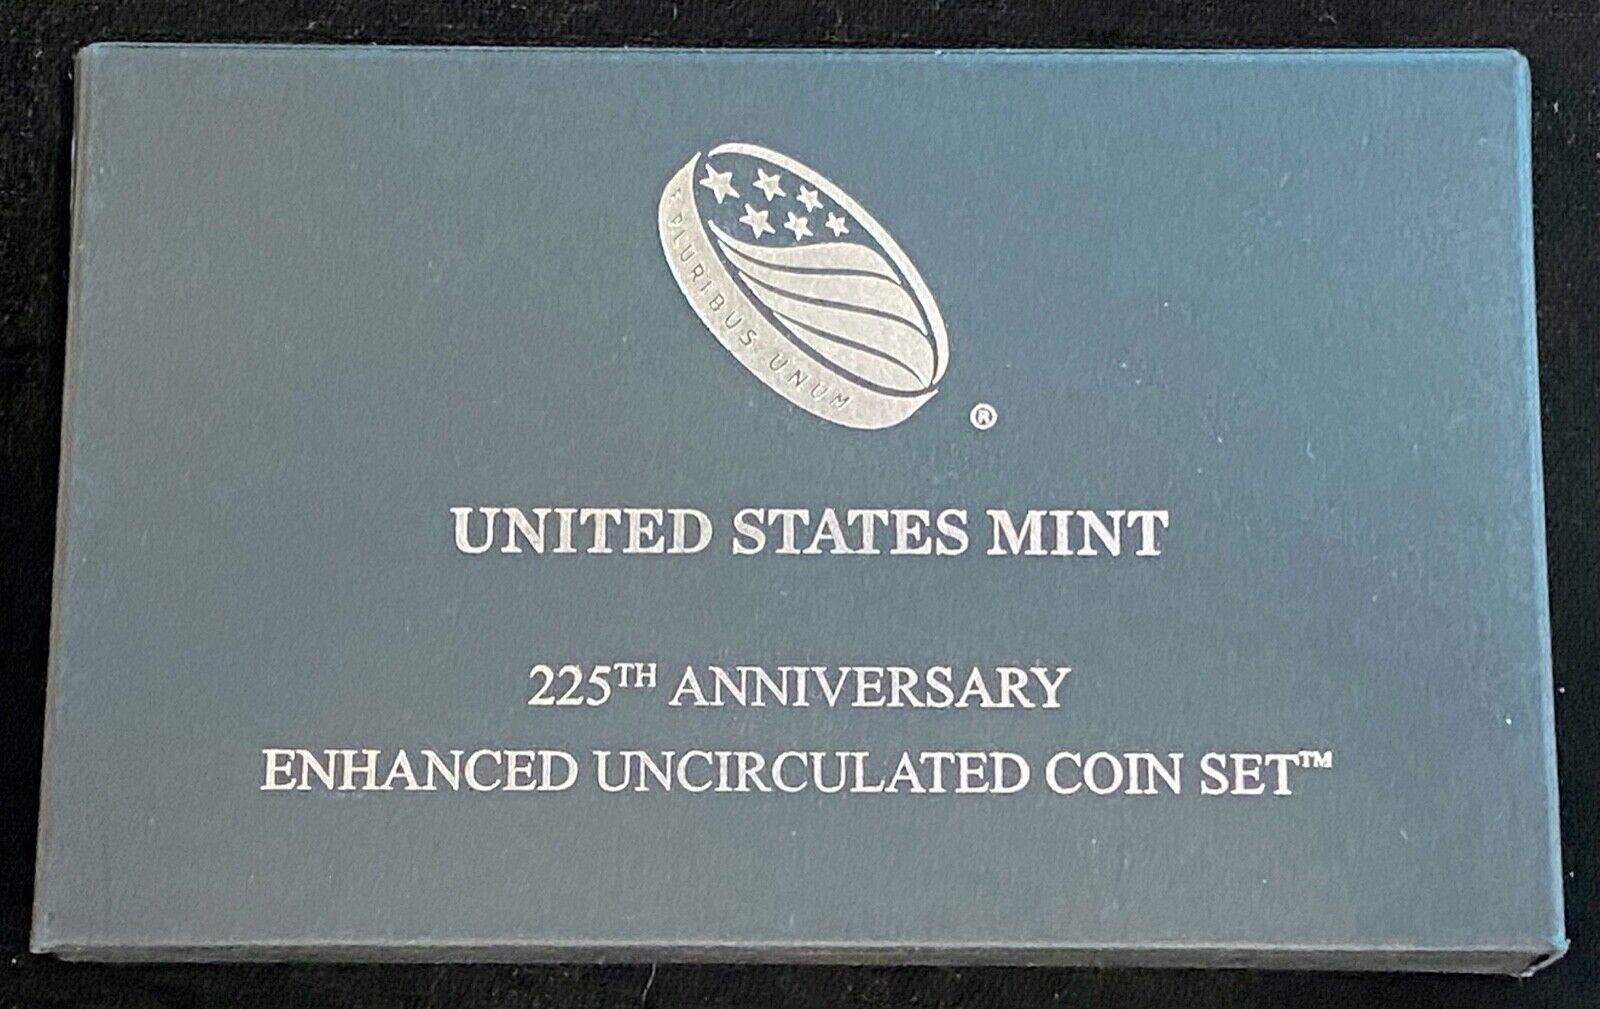 E PLURIBUS UNUM
®
UNITED STATES MINT
225TH ANNIVERSARY
ENHANCED UNCIRCULATED COIN SET™